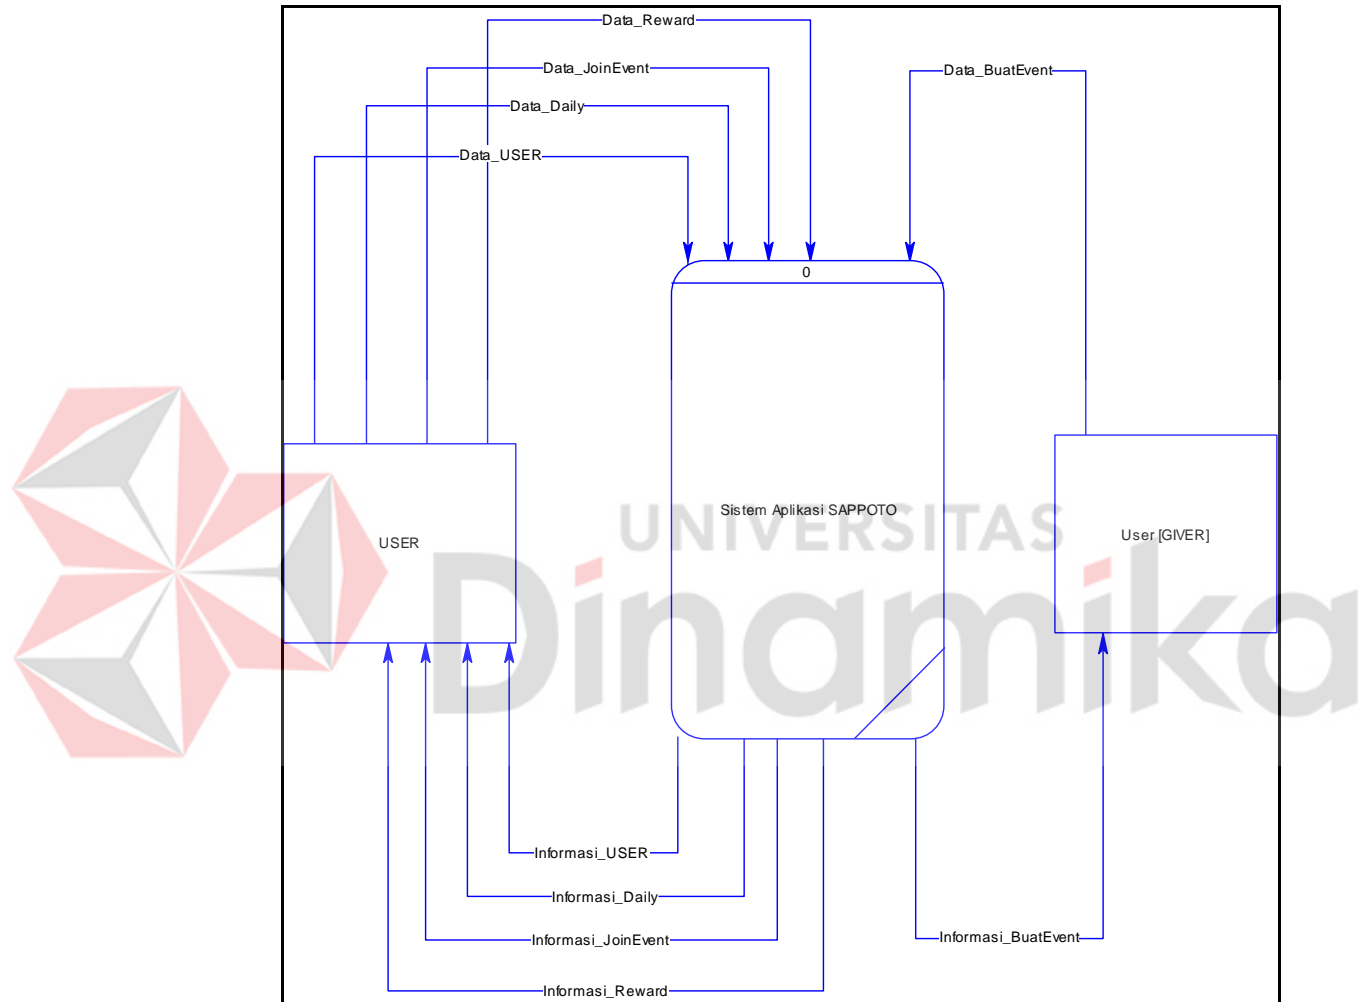 Data_Reward
Data_JoinEvent
Data_BuatEvent
Data_Daily
Data_USER
0
Sistem Aplikasi SAPPOTO
UNIVERSITAS
USER
User [GIVER]
Dinamika
Informasi_USER
Informasi_Daily
Informasi_JoinEvent
Informasi_BuatEvent
Informasi_Reward